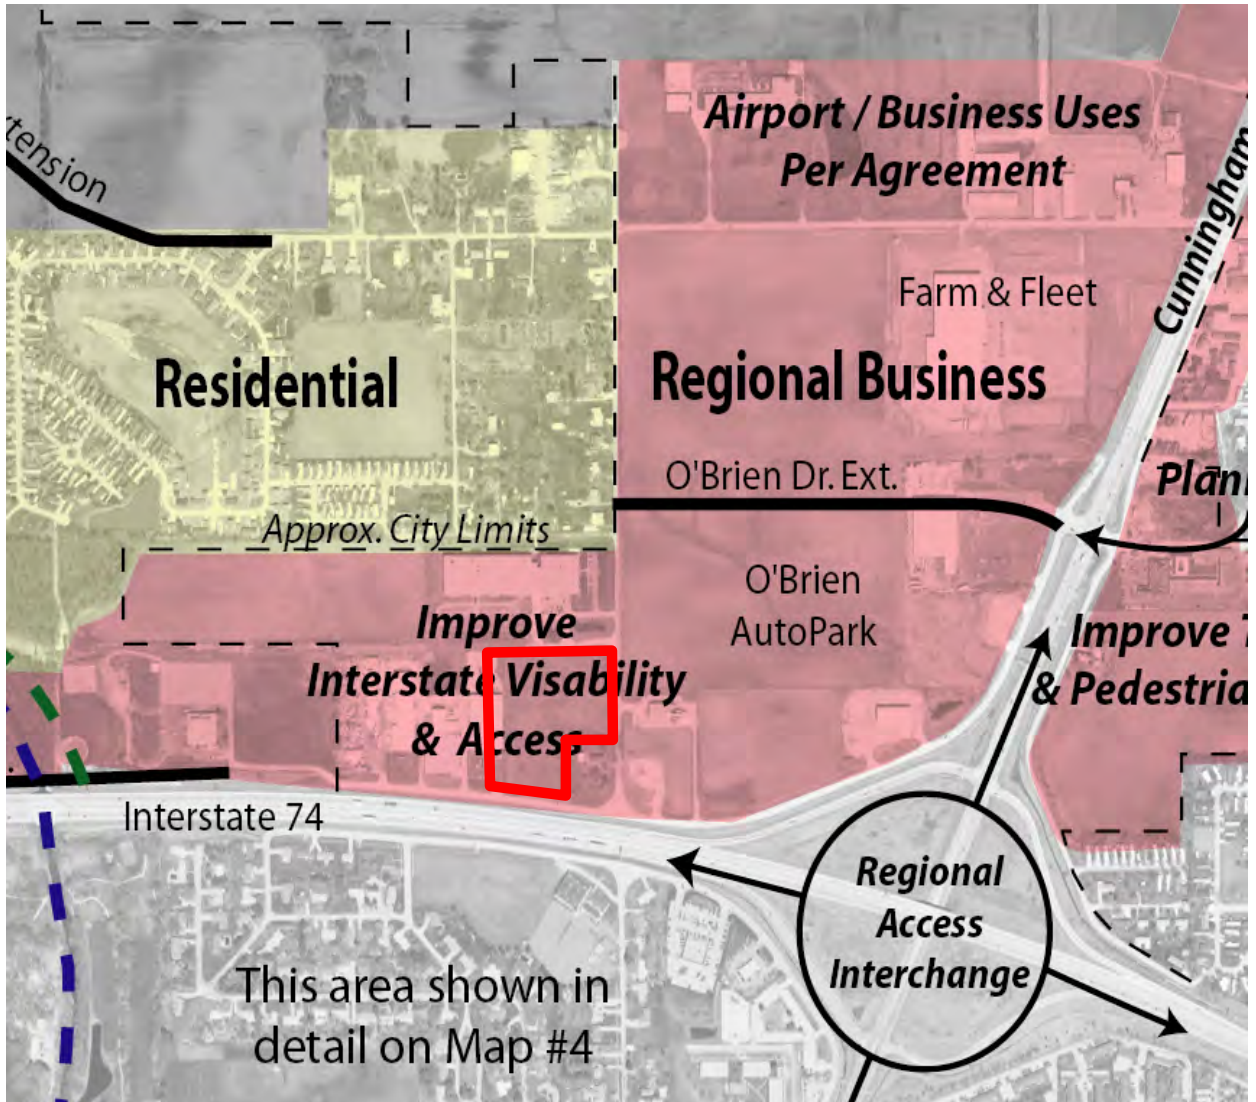 Airport / Business Uses
Per Agreement
tension
Cunningham
Farm & Fleet
Residential
Regional Business
O'Brien Dr. Ext.
Approx. City Limits
O'Brien
AutoPark
Improve
Interstate Visability
& Access
Improve
& Pedestria
Interstate 74
Regional
Access
Interchange
This area shown in
detail on Map #4